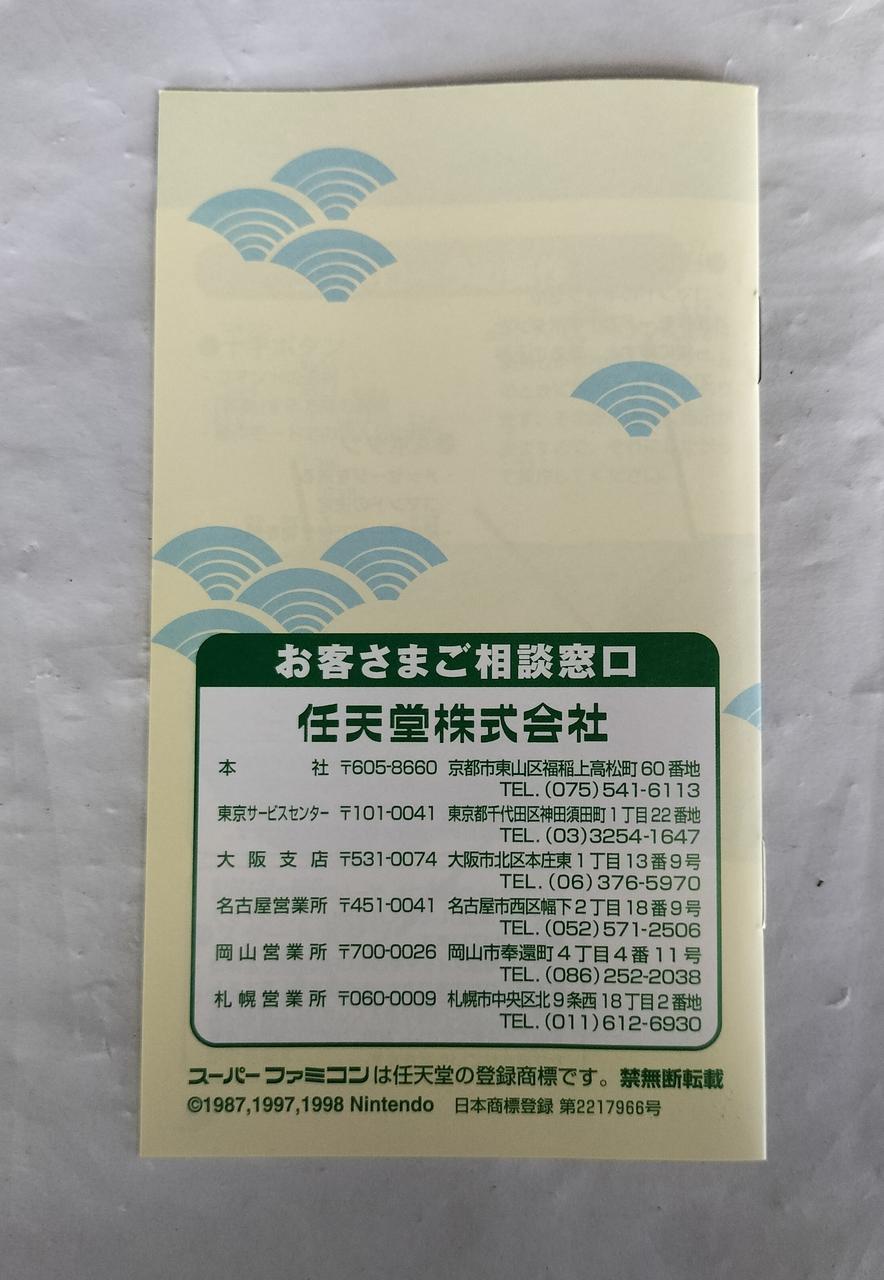 お客さまご相談窓口
任天堂株式会社
本社 〒605-8660 京都市東山区福稲上高松町60番地
TEL.(075)541-6113
東京サービスセンター 〒101-0041 東京都千代田区神田須田町1丁目22番地
TEL.(03)3254-1647
大阪支店 〒531-0074 大阪市北区本庄東1丁目13番9号
TEL.(06)376-5970
名古屋営業所 〒451-0041 名古屋市西区幅下2丁目18番9号
TEL.(052)571-2506
岡山営業所 〒700-0026 岡山市奉還町4丁目4番11号
TEL.(086)252-2038
札幌営業所 〒060-0009 札幌市中央区北9条西18丁目2番地
TEL.(011)612-6930
スーパーファミコンは任天堂の登録商標です。禁無断転載
©1987,1997,1998 Nintendo 日本商標登録 第2217966号